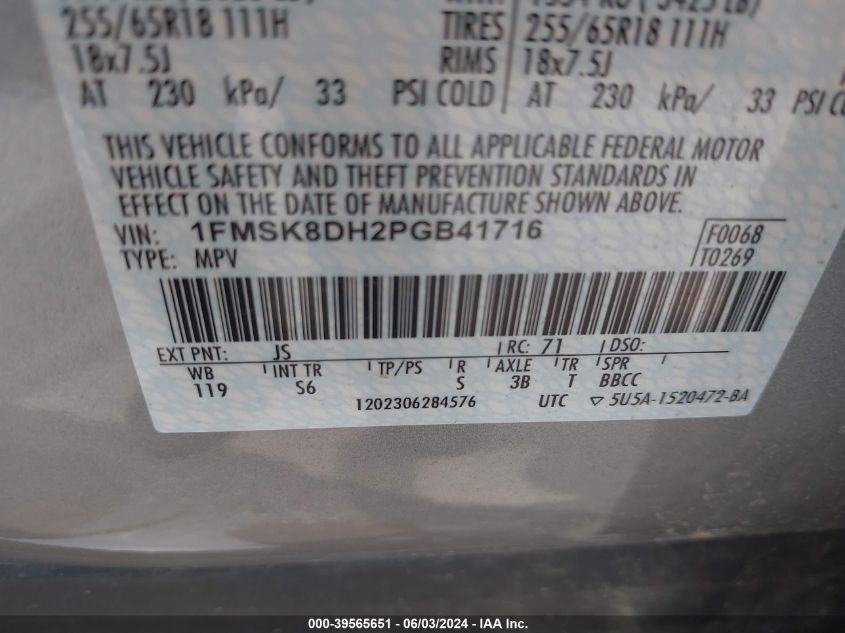 255/65R18 111H TIRES 255/65R18 111H
18x7.5J RIMS 18x7.5J
AT 230 kPa/ 33 PSI COLD AT 230 kPa/ 33 PSI
THIS VEHICLE CONFORMS TO ALL APPLICABLE FEDERAL MOTOR
VEHICLE SAFETY AND THEFT PREVENTION STANDARDS IN
EFFECT ON THE DATE OF MANUFACTURE SHOWN ABOVE.
VIN: 1FMSK8DH2PGB41716 F0068
TYPE: MPV T0269
EXT PNT: JS RC: 71 DSO:
WB INT TR TP/PS R AXLE TR SPR
119 S6 S 3B T BBCC
1202306284576 UTC ▽ 5U5A-1520472-BA
000-39565651 - 06/03/2024 - IAA Inc.